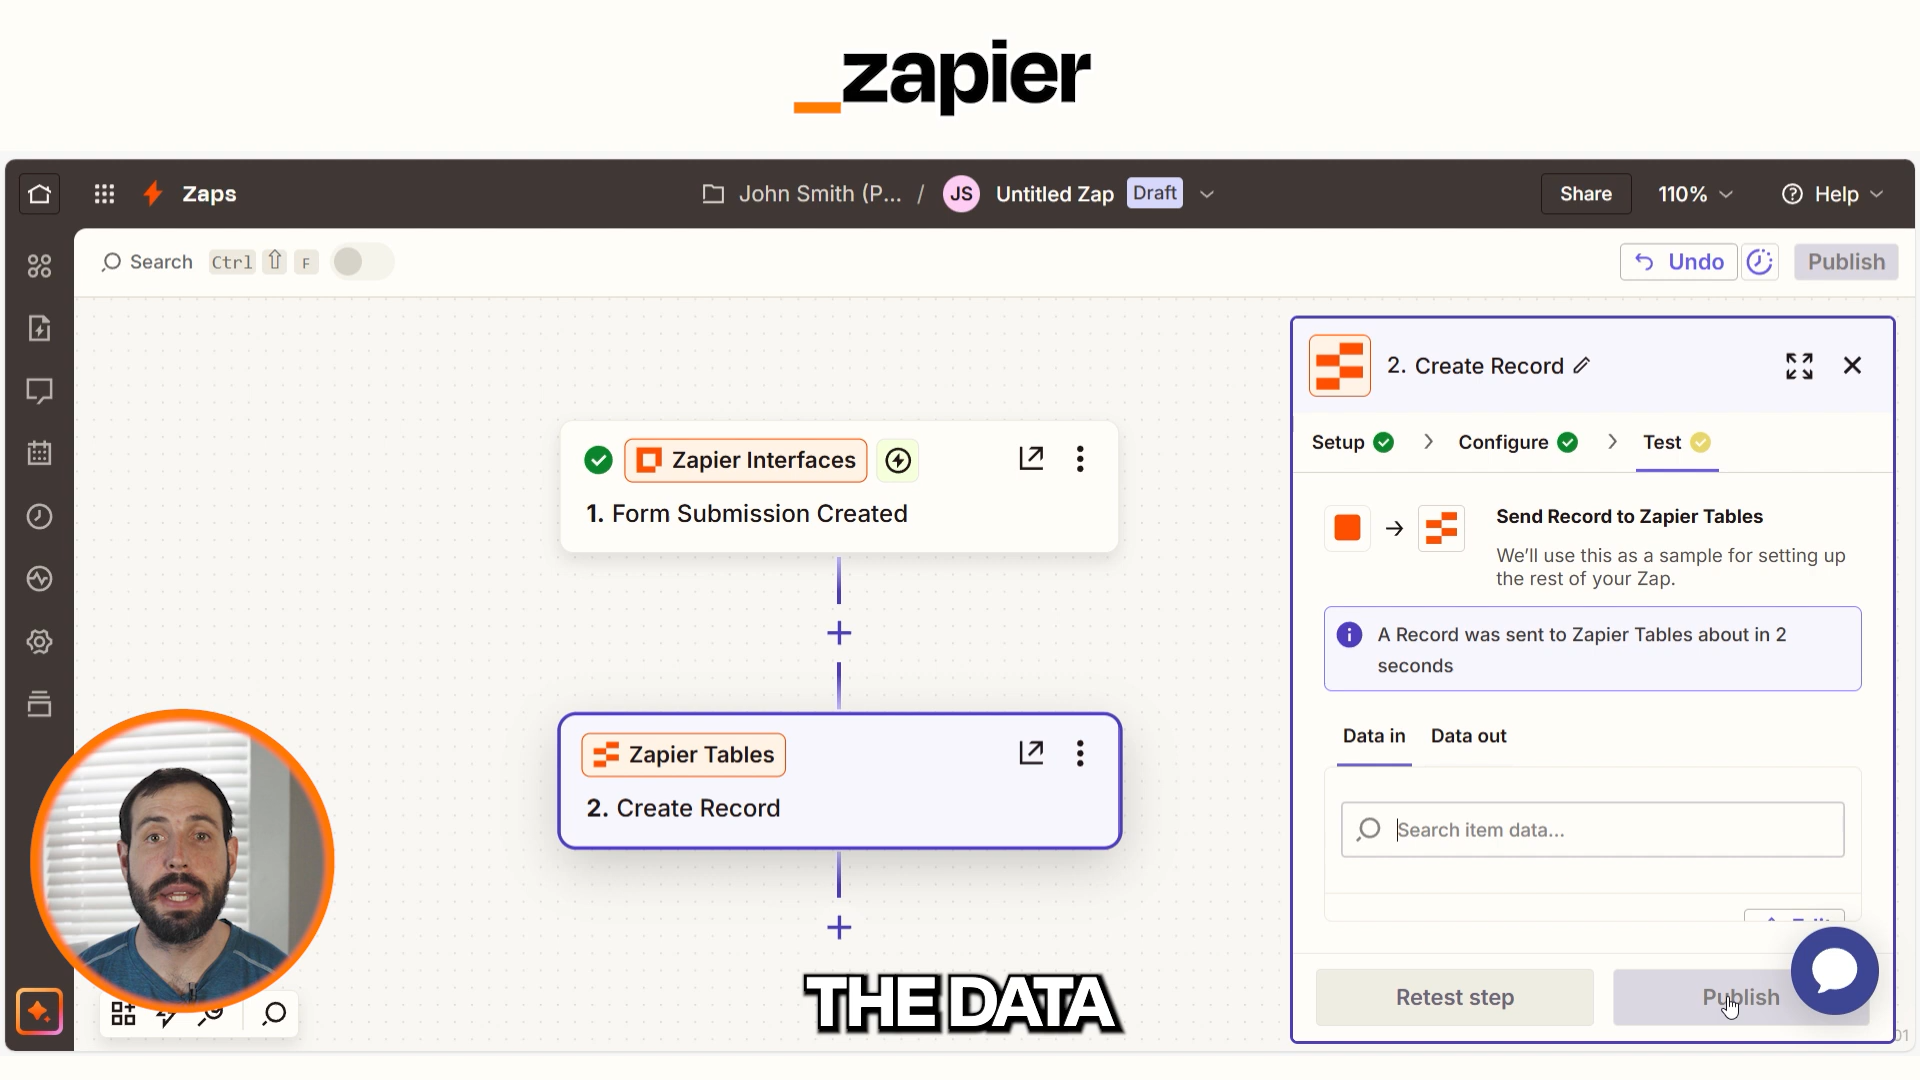 zapier
Zaps
John Smith (P... / JS Untitled Zap Draft
Share
110%
Help
Search Ctrl ⇧ F
Undo
Publish
Zapier Interfaces
1. Form Submission Created
Zapier Tables
2. Create Record
2. Create Record
Setup
Configure
Test
Send Record to Zapier Tables
We'll use this as a sample for setting up
the rest of your Zap.
A Record was sent to Zapier Tables about in 2
seconds
Data in
Data out
Search item data...
Retest step
Publish
THE DATA